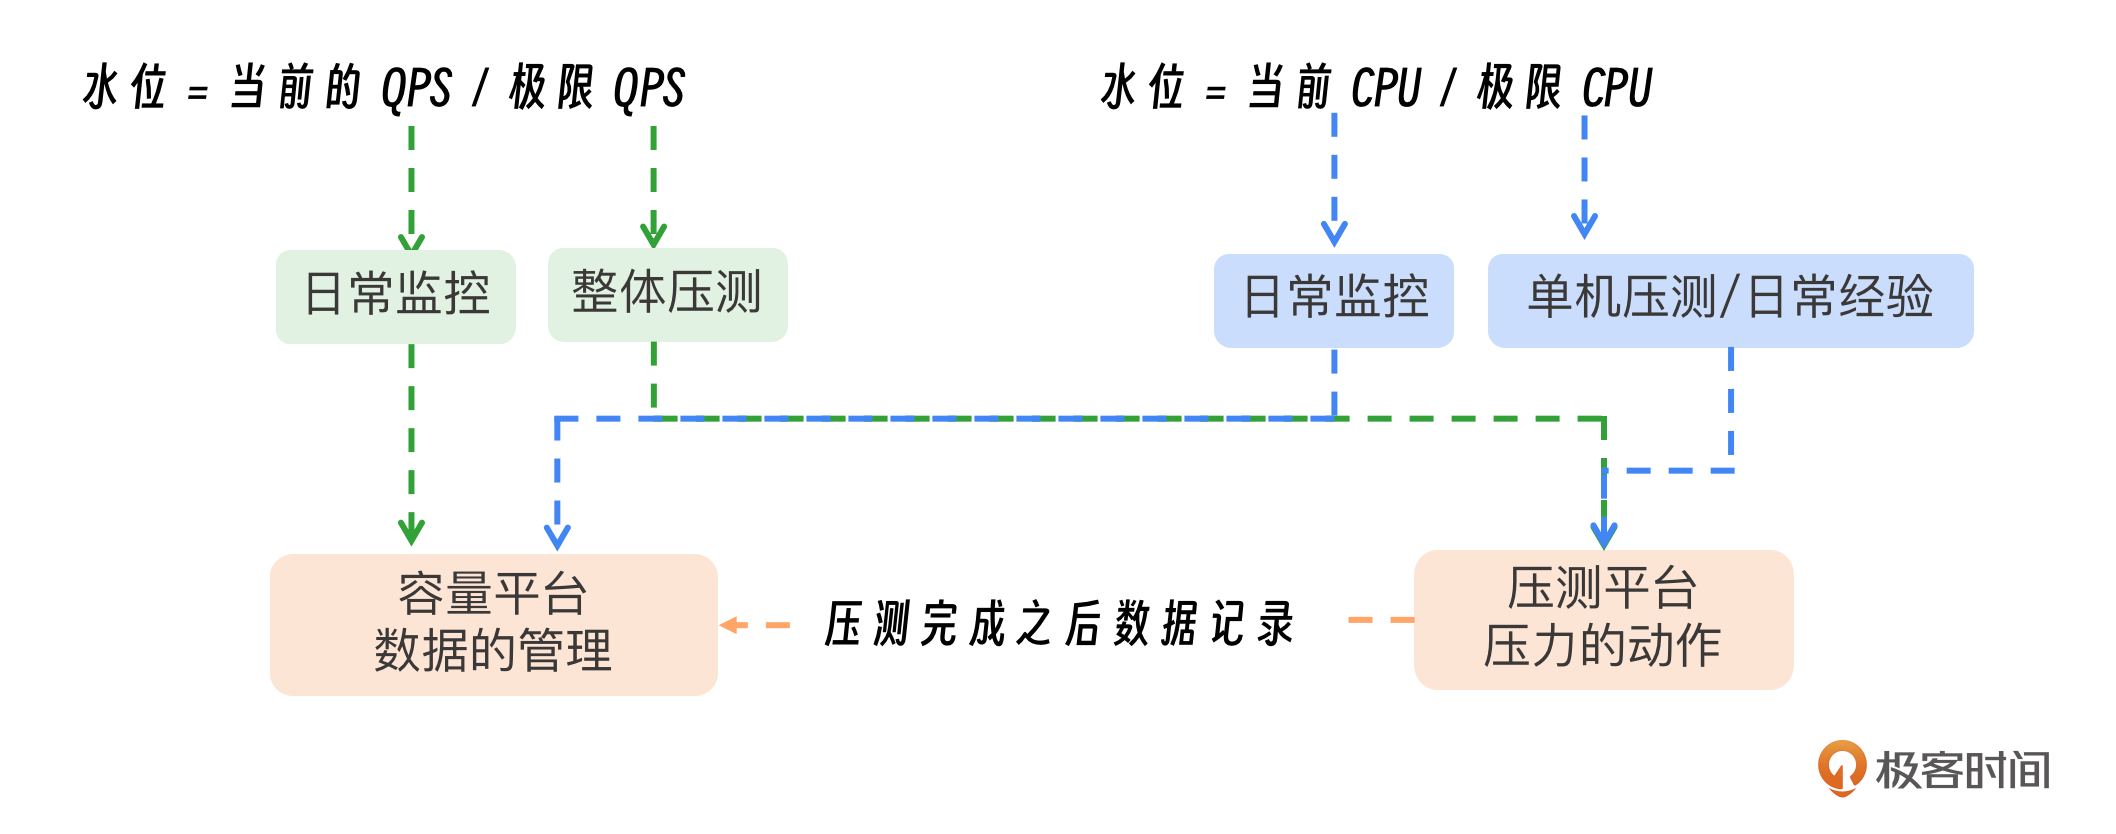 水位 = 当前的 QPS / 极限 QPS
水位 = 当前 CPU / 极限 CPU
日常监控
整体压测
日常监控
单机压测/日常经验
容量平台
数据的管理
压测完成之后数据记录
压测平台
压力的动作
极客时间